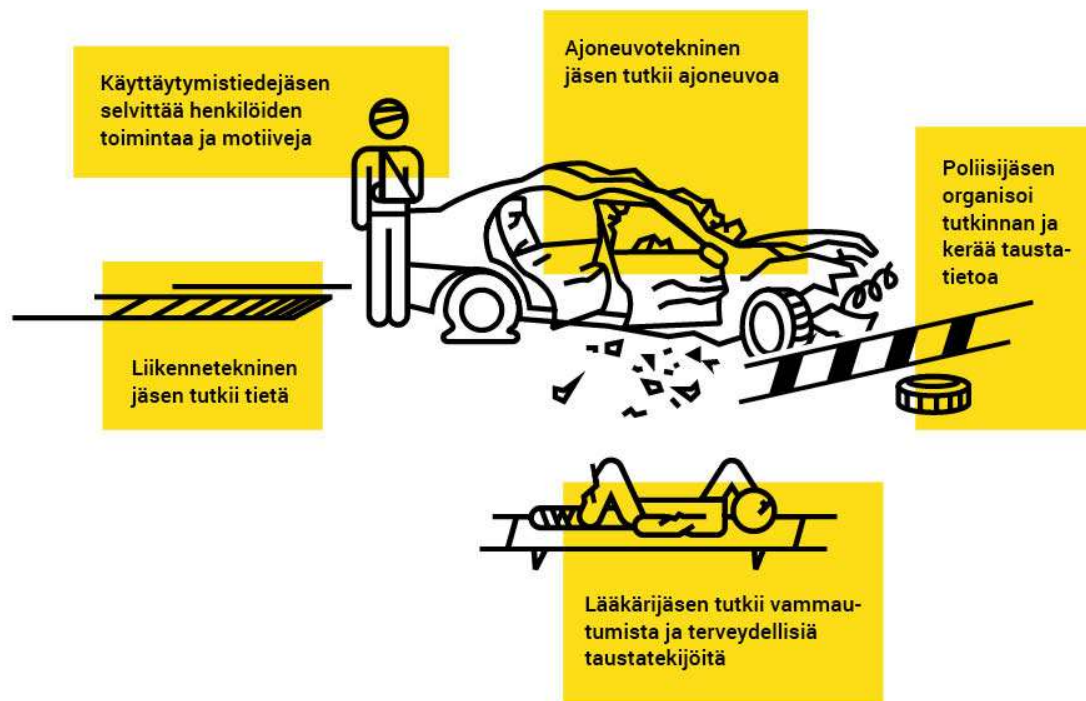 Käyttäytymistiedejäsen
selvittää henkilöiden
toimintaa ja motiiveja
Ajoneuvotekninen
jäsen tutkii ajoneuvoa
Poliisijäsen
organisoi
tutkinnan ja
kerää tausta-
tietoa
Liikennetekninen
jäsen tutkii tietä
Lääkärijäsen tutkii vammau-
tumista ja terveydellisiä
taustatekijöitä